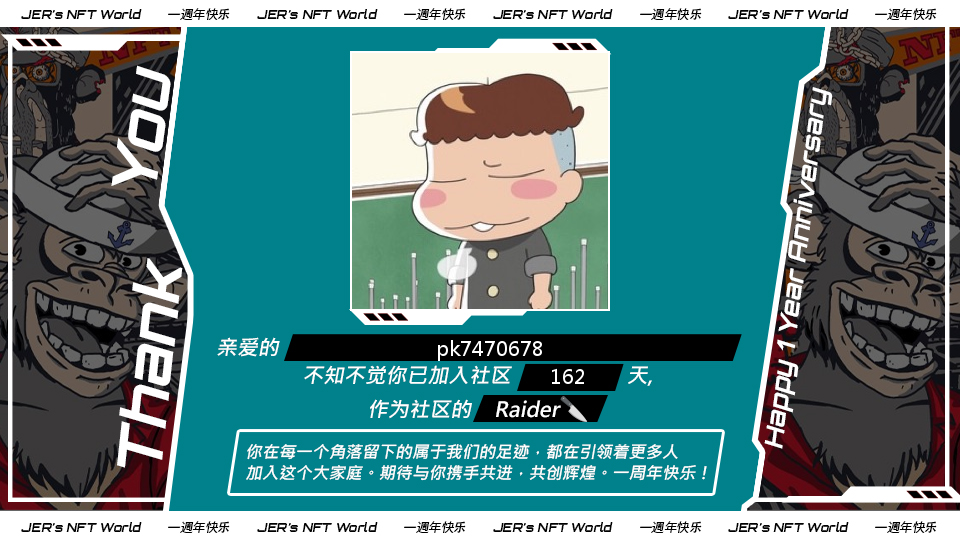 JER's NFT World 一週年快乐 JER's NFT World 一週年快乐 JER's NFT World 一週年快乐 JER's NFT World 一週年快乐
Thank You
亲爱的 pk7470678
不知不觉你已加入社区 162 天,
作为社区的 Raider🔪
你在每一个角落留下的属于我们的足迹，都在引领着更多人
加入这个大家庭。期待与你携手共进，共创辉煌。一周年快乐！
Happy 1 Year Anniversary
JER's NFT World 一週年快乐 JER's NFT World 一週年快乐 JER's NFT World 一週年快乐 JER's NFT World 一週年快乐